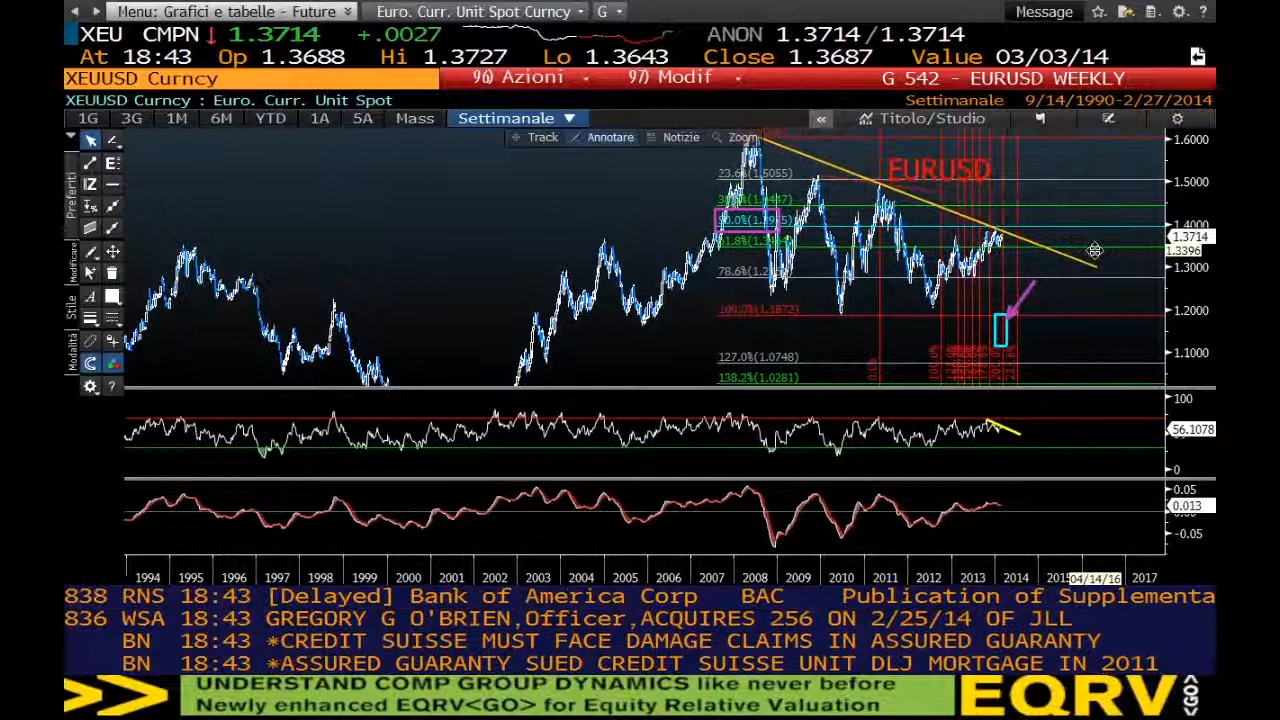 Menu: Grafici e tabelle - Future Euro. Curr. Unit Spot Curncy G Message ?
XEU CMPN 1.3714 +.0027 ANON 1.3714/1.3714
At 18:43 Op 1.3688 Hi 1.3727 Lo 1.3643 Close 1.3687 Value 03/03/14
XEUUSD Curncy 96) Azioni 97) Modif G 542 - EURUSD WEEKLY
XEUUSD Curncy : Euro. Curr. Unit Spot Settimanale 9/14/1990-2/27/2014
1G 3G 1M 6M YTD 1A 5A Mass Settimanale « Titolo/Studio
Track Annotare Notizie Zoom
Preferiti
Modificare
Stile
Modalità
EURUSD
23.6%(1.5055)
100.0%(1.1872)
127.0%(1.0748)
138.2%(1.0281)
1.6000
1.5000
1.4000
1.3714
1.3396
1.3000
1.2000
1.1000
100
56.1078
0
0.05
0.013
-0.05
1994 1995 1996 1997 1998 1999 2000 2001 2002 2003 2004 2005 2006 2007 2008 2009 2010 2011 2012 2013 2014 04/14/16 2017
838 RNS 18:43 [Delayed] Bank of America Corp BAC Publication of Supplementa
836 WSA 18:43 GREGORY G O'BRIEN,Officer,ACQUIRES 256 ON 2/25/14 OF JLL
BN 18:43 *CREDIT SUISSE MUST FACE DAMAGE CLAIMS IN ASSURED GUARANTY
BN 18:43 *ASSURED GUARANTY SUED CREDIT SUISSE UNIT DLJ MORTGAGE IN 2011
UNDERSTAND COMP GROUP DYNAMICS like never before
Newly enhanced EQRV<GO> for Equity Relative Valuation
EQRV <GO>